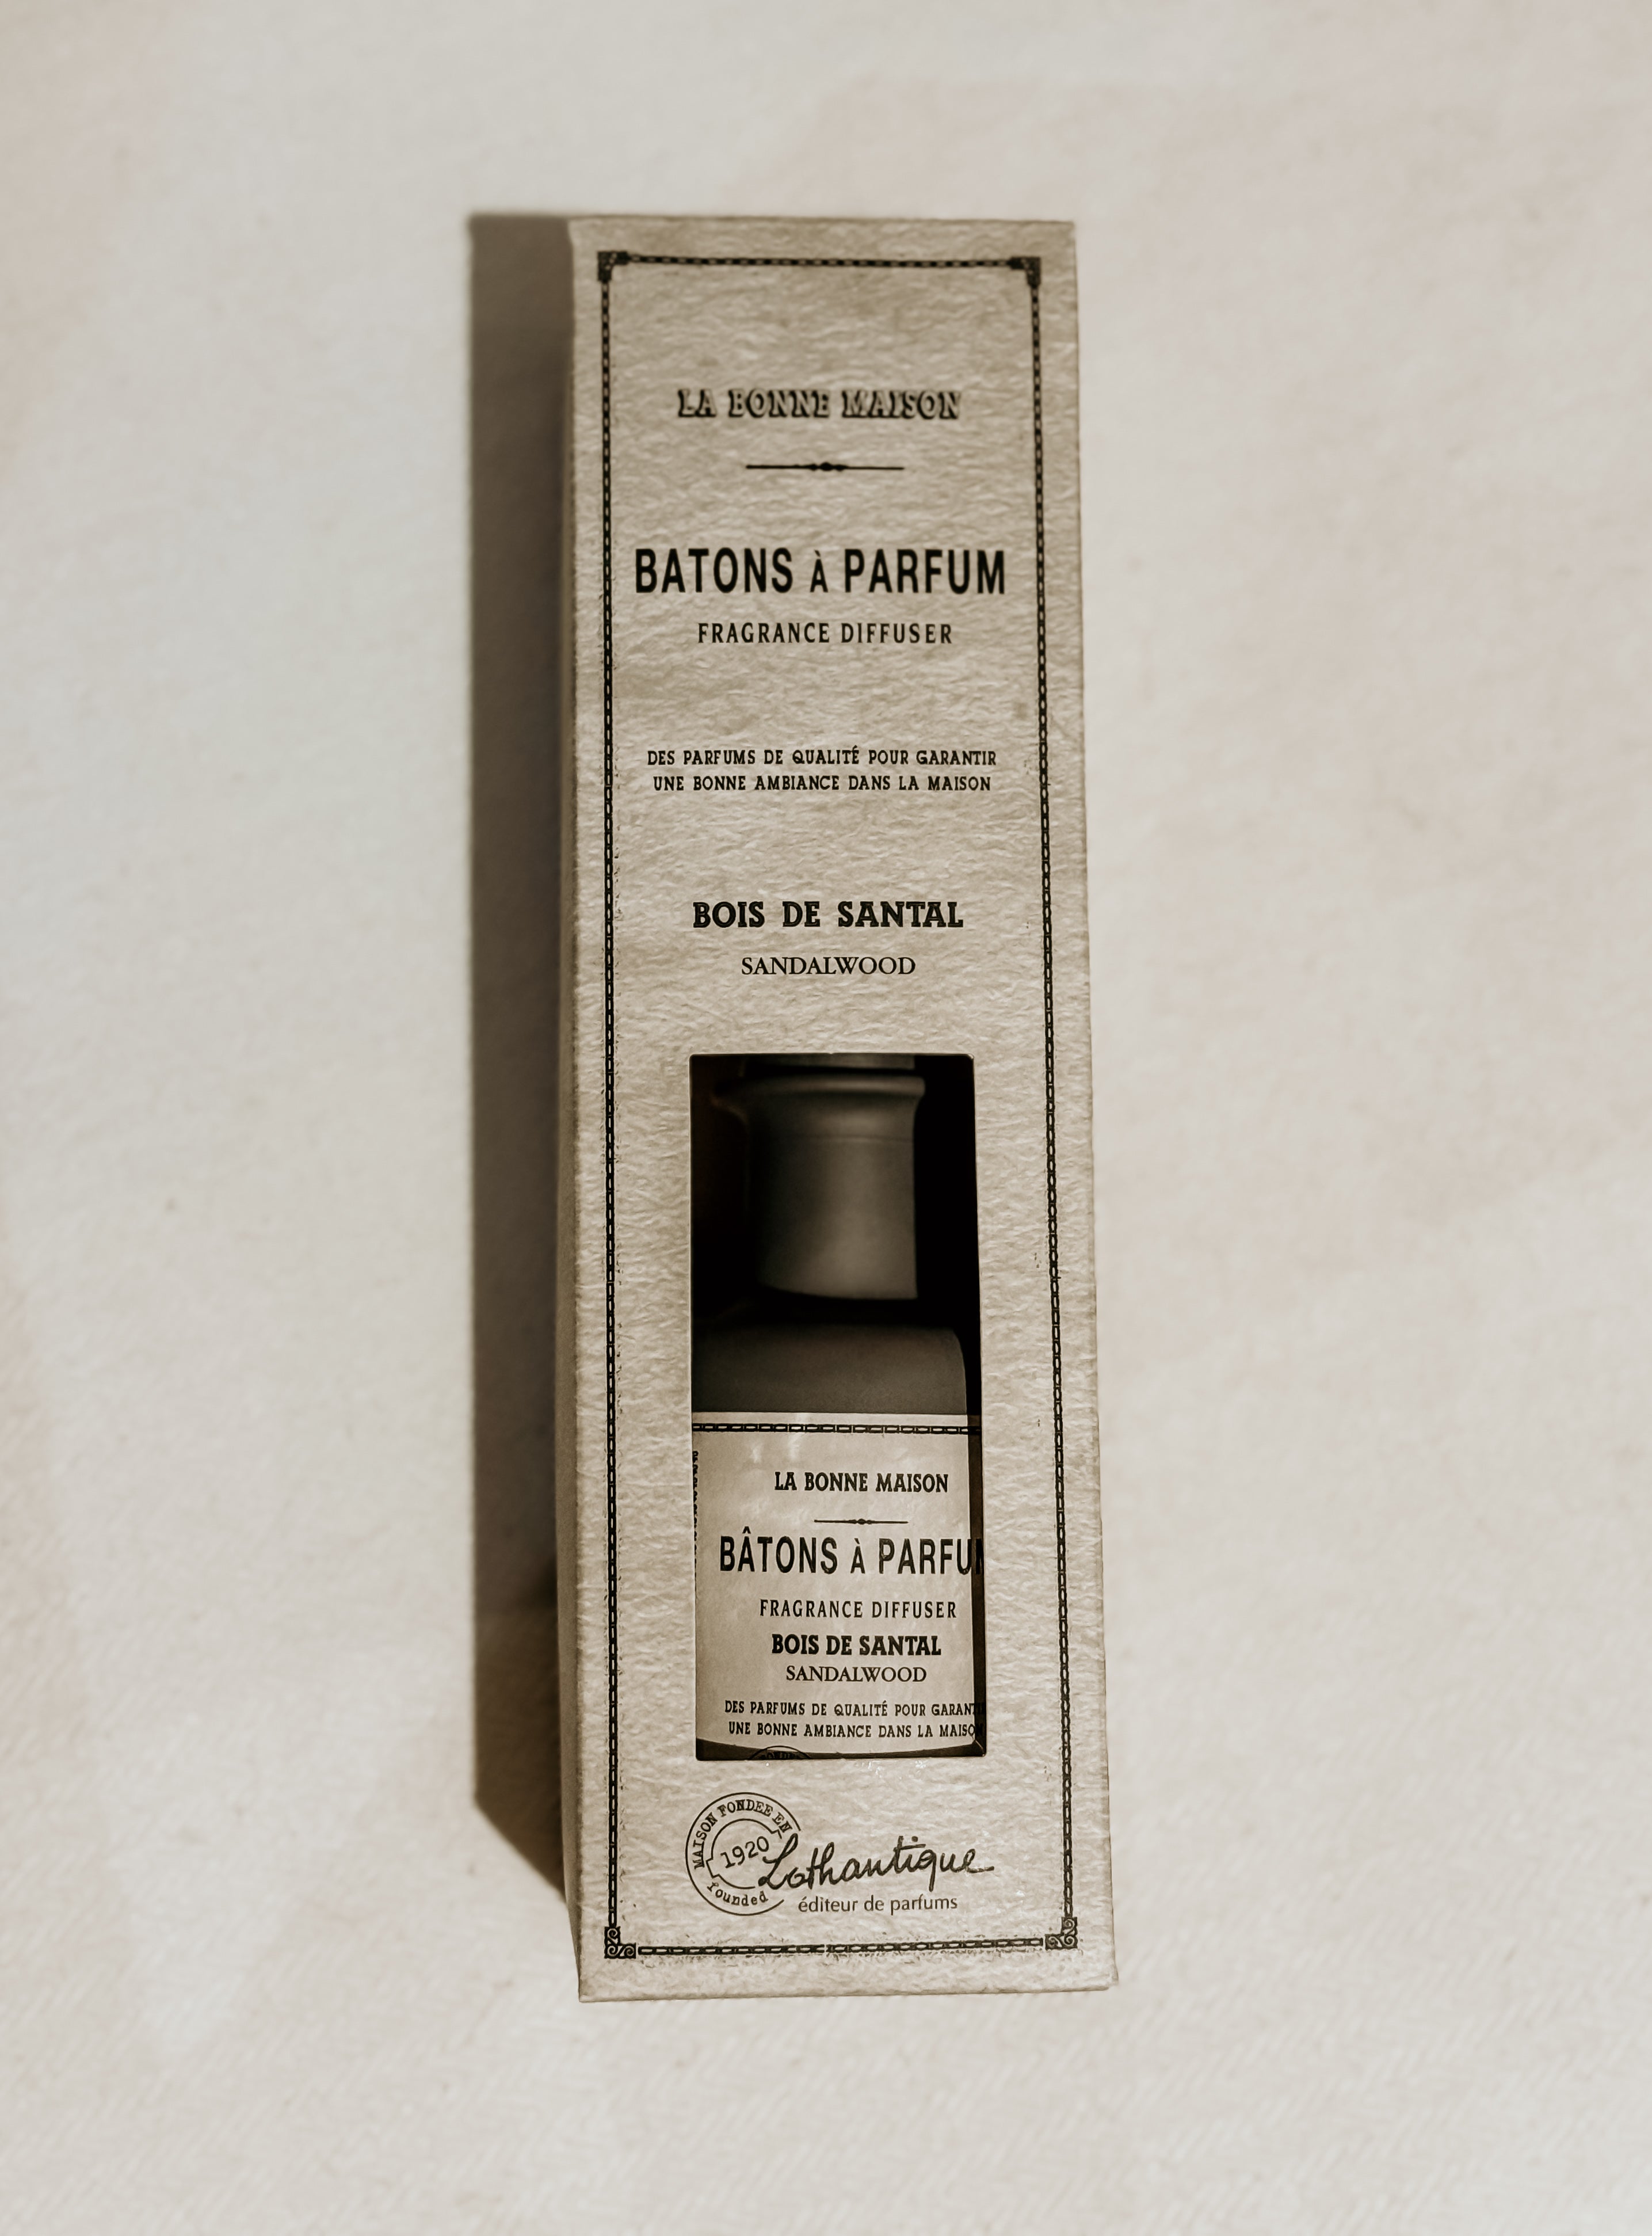 LA BONNE MAISON
BATONS À PARFUM
FRAGRANCE DIFFUSER
DES PARFUMS DE QUALITÉ POUR GARANTIR
UNE BONNE AMBIANCE DANS LA MAISON
BOIS DE SANTAL
SANDALWOOD
LA BONNE MAISON
BÂTONS À PARFU
FRAGRANCE DIFFUSER
BOIS DE SANTAL
SANDALWOOD
DES PARFUMS DE QUALITÉ POUR GARANT
UNE BONNE AMBIANCE DANS LA MAISON
MAISON FONDEE EN
1920
founded
Lothantique
éditeur de parfums